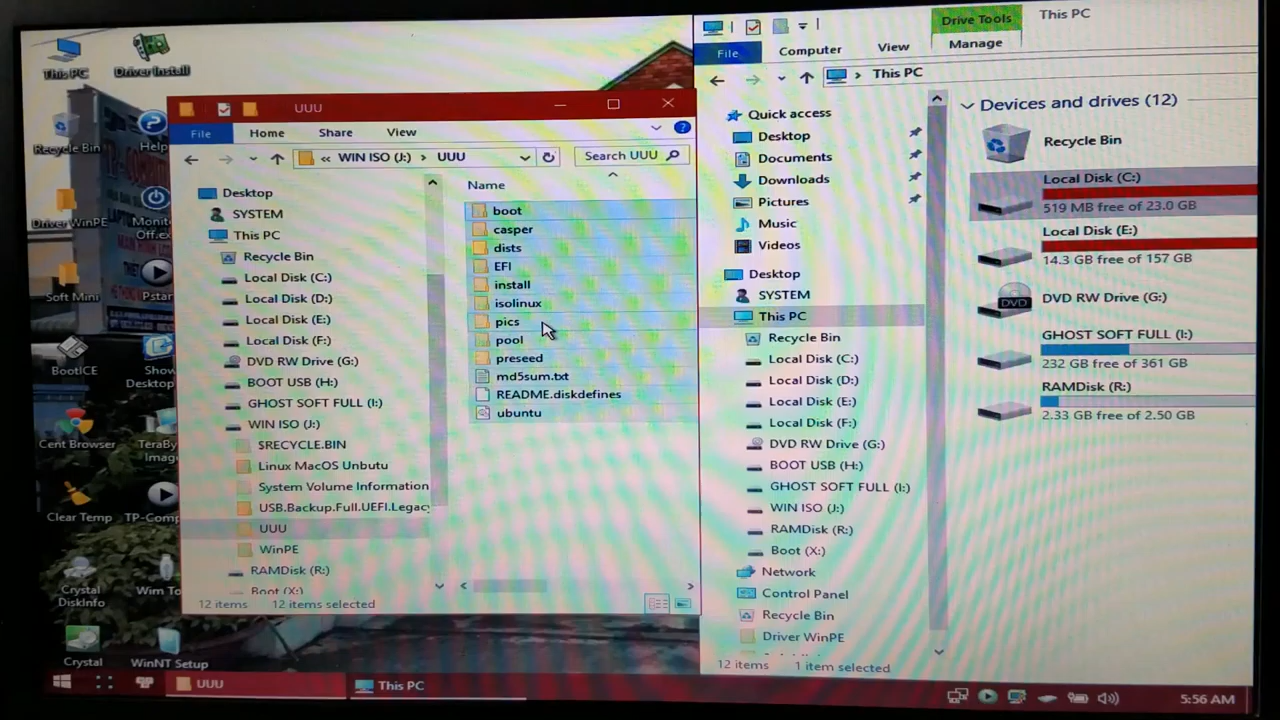 This PC
Driver Install
Recycle Bin
Help
Driver WinPE
Monit
Off.ex
Soft Mini
Pstar
BootICE
Show
Desktop
Cent Browser
TeraBy
Image
Clear Temp
TP-Comp
Crystal
DiskInfo
Wim To
Crystal
WinNT Setup
UUU
File
Home
Share
View
« WIN ISO (J:) > UUU
Search UUU
Desktop
SYSTEM
This PC
Recycle Bin
Local Disk (C:)
Local Disk (D:)
Local Disk (E:)
Local Disk (F:)
DVD RW Drive (G:)
BOOT USB (H:)
GHOST SOFT FULL (I:)
WIN ISO (J:)
$RECYCLE.BIN
Linux MacOS Unbutu
System Volume Information
USB.Backup.Full.UEFI.Legacy
UUU
WinPE
RAMDisk (R:)
Boot (X:)
Name
boot
casper
dists
EFI
install
isolinux
pics
pool
preseed
md5sum.txt
README.diskdefines
ubuntu
12 items
12 items selected
Drive Tools
This PC
File
Computer
View
Manage
> This PC
Quick access
Desktop
Documents
Downloads
Pictures
Music
Videos
Desktop
SYSTEM
This PC
Recycle Bin
Local Disk (C:)
Local Disk (D:)
Local Disk (E:)
Local Disk (F:)
DVD RW Drive (G:)
BOOT USB (H:)
GHOST SOFT FULL (I:)
WIN ISO (J:)
RAMDisk (R:)
Boot (X:)
Network
Control Panel
Recycle Bin
Driver WinPE
Devices and drives (12)
Recycle Bin
Local Disk (C:)
519 MB free of 23.0 GB
Local Disk (E:)
14.3 GB free of 157 GB
DVD
DVD RW Drive (G:)
GHOST SOFT FULL (I:)
232 GB free of 361 GB
RAMDisk (R:)
2.33 GB free of 2.50 GB
12 items
1 item selected
UUU
This PC
5:56 AM